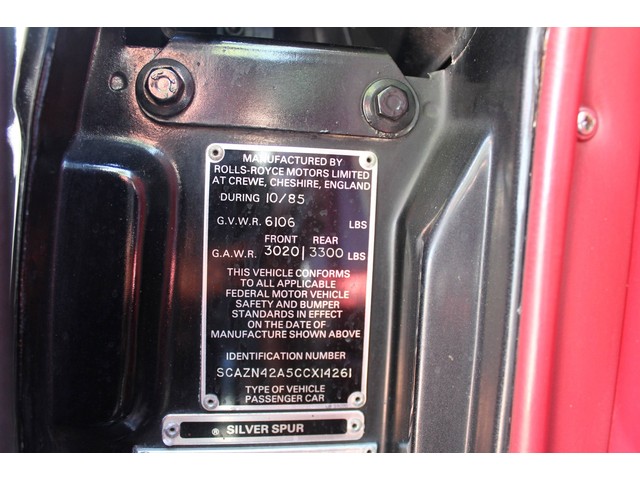 MANUFACTURED BY
ROLLS-ROYCE MOTORS LIMITED
AT CREWE, CHESHIRE, ENGLAND
DURING 10/85
G.V.W.R. 6106 LBS
FRONT REAR
G.A.W.R. 3020 | 3300 LBS
THIS VEHICLE CONFORMS
TO ALL APPLICABLE
FEDERAL MOTOR VEHICLE
SAFETY AND BUMPER
STANDARDS IN EFFECT
ON THE DATE OF
MANUFACTURE SHOWN ABOVE
IDENTIFICATION NUMBER
SCAZN42A5CCX14261
TYPE OF VEHICLE
PASSENGER CAR
® SILVER SPUR